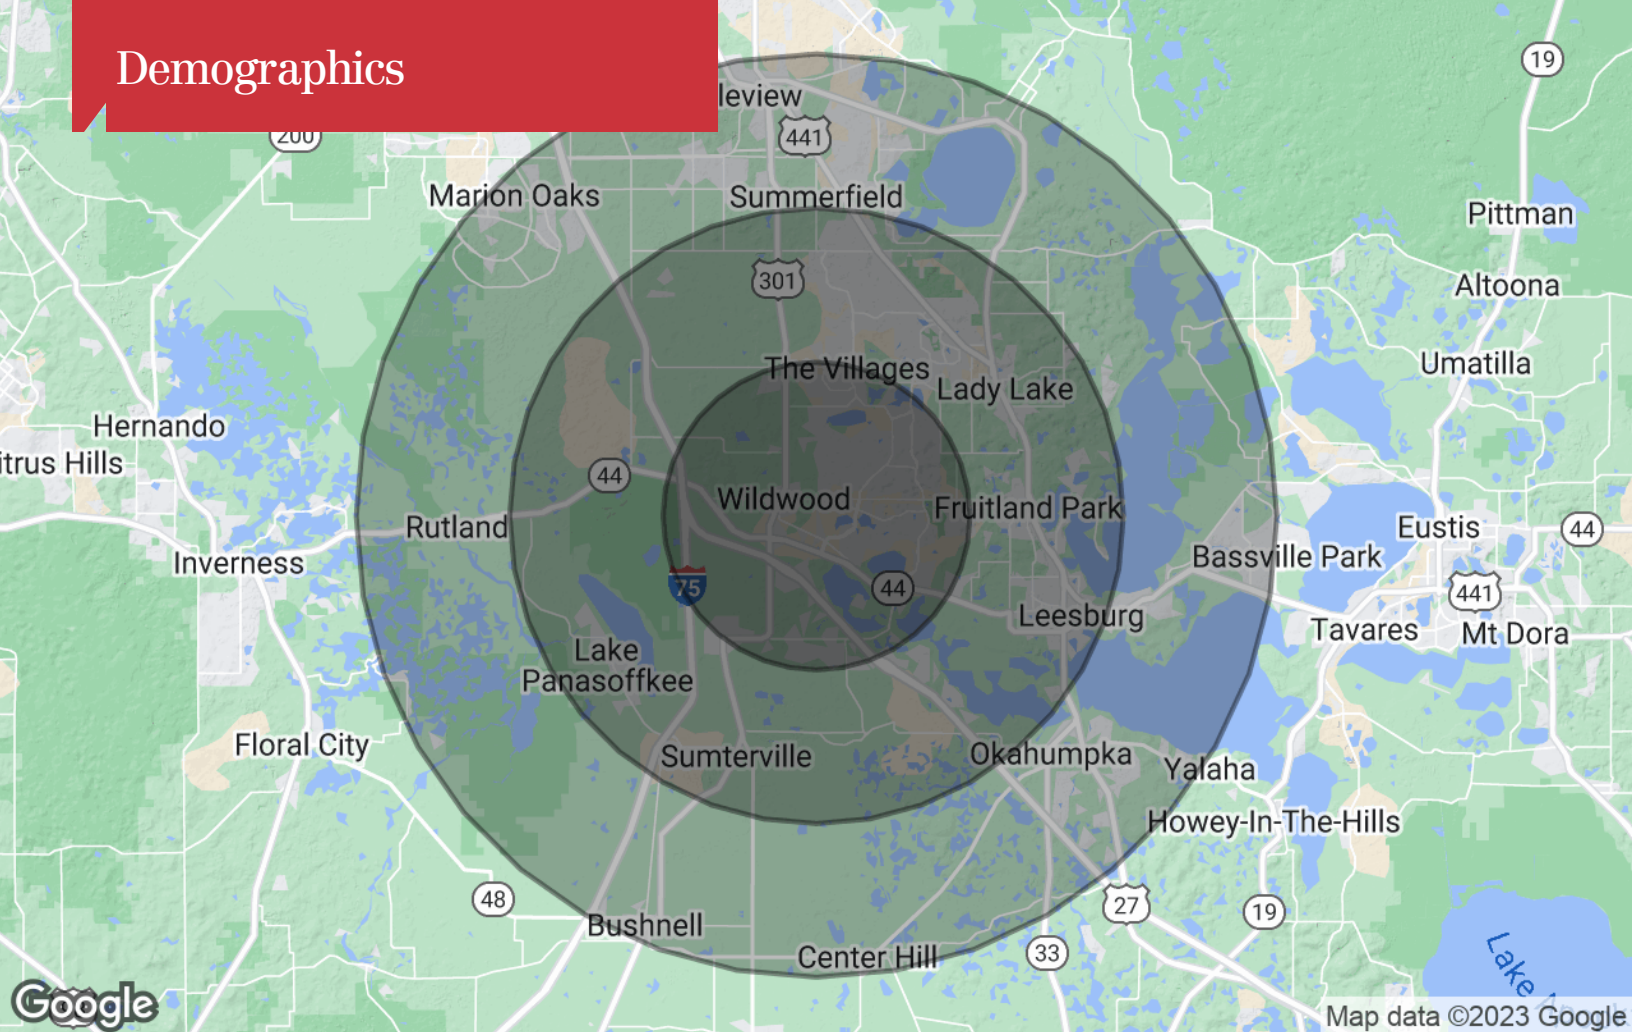 Demographics
leview
19
441
200
Marion Oaks
Summerfield
Pittman
301
Altoona
The Villages
Lady Lake
Umatilla
Hernando
itrus Hills
44
Wildwood
Fruitland Park
Rutland
Eustis
44
Inverness
Bassville Park
75
44
441
Leesburg
Tavares
Mt Dora
Lake
Panasoffkee
Floral City
Sumterville
Okahumpka
Yalaha
Howey-In-The-Hills
48
27
19
Bushnell
33
Center Hill
Lake
Google
Map data ©2023 Google